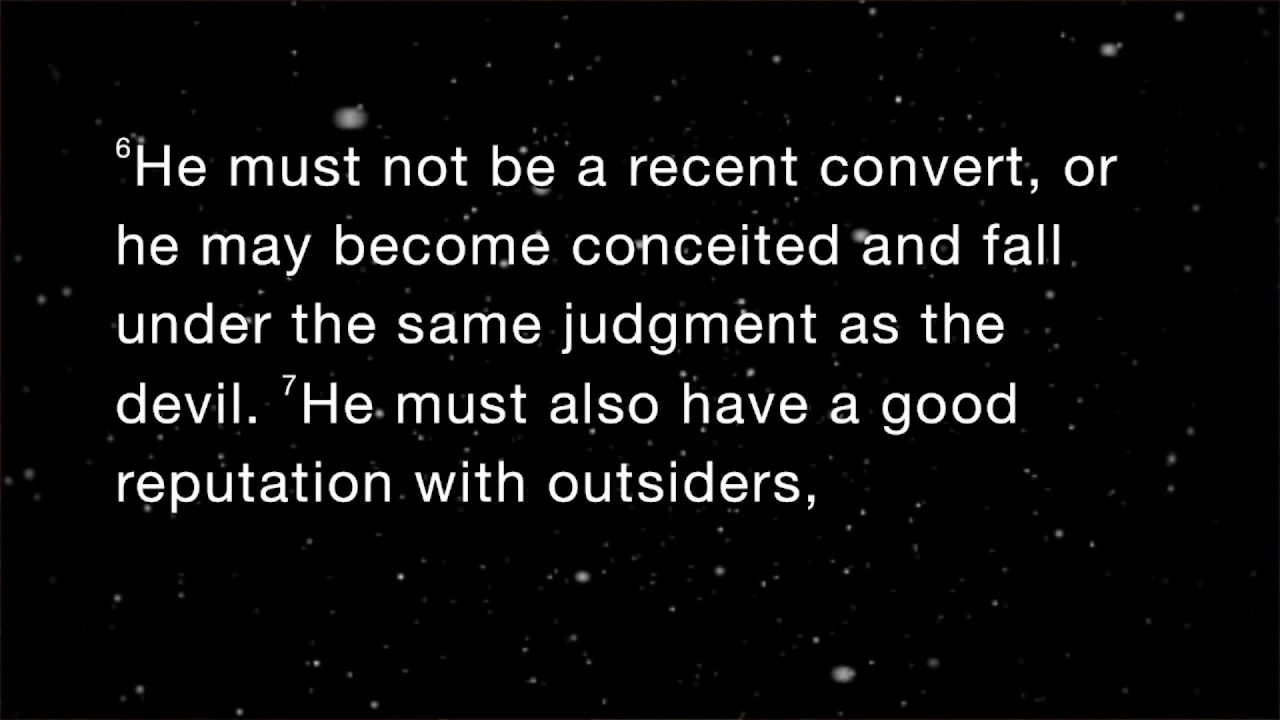 ⁶He must not be a recent convert, or
he may become conceited and fall
under the same judgment as the
devil. ⁷He must also have a good
reputation with outsiders,